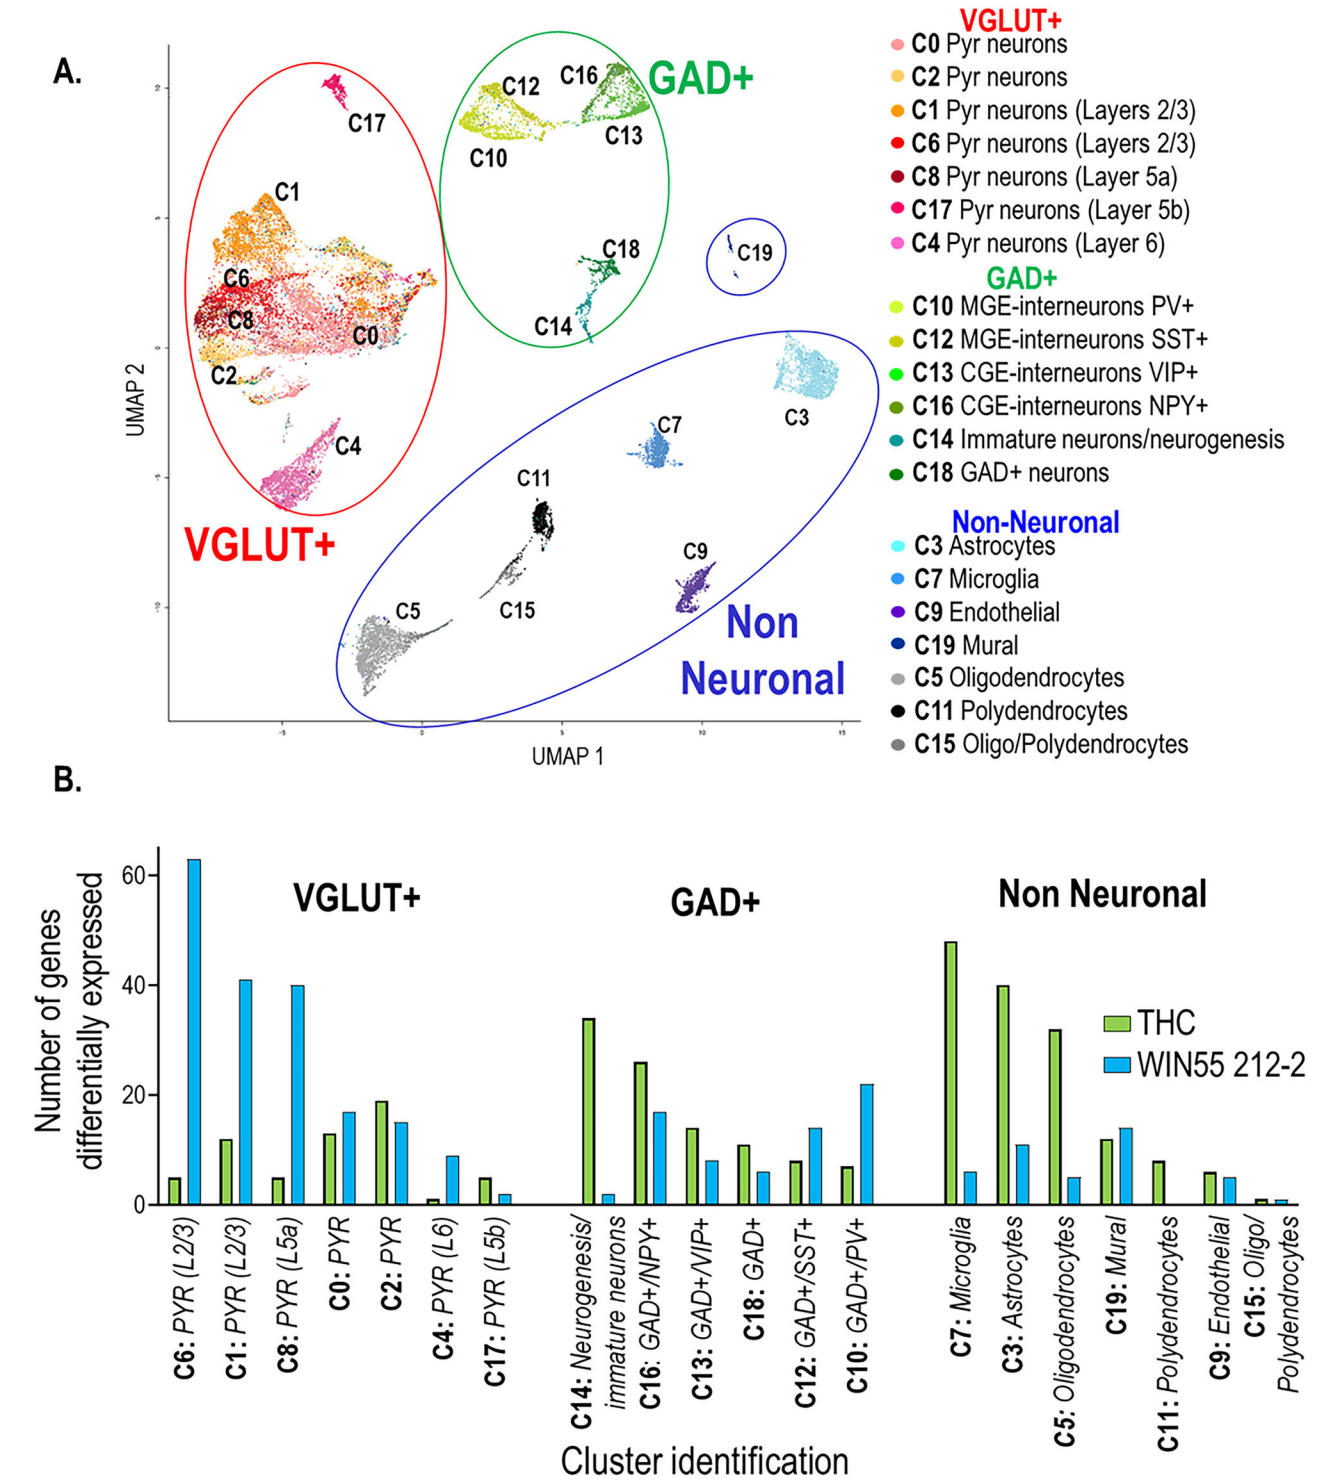 A.
VGLUT+
C0 Pyr neurons
C2 Pyr neurons
C1 Pyr neurons (Layers 2/3)
C6 Pyr neurons (Layers 2/3)
C8 Pyr neurons (Layer 5a)
C17 Pyr neurons (Layer 5b)
C4 Pyr neurons (Layer 6)
GAD+
C10 MGE-interneurons PV+
C12 MGE-interneurons SST+
C13 CGE-interneurons VIP+
C16 CGE-interneurons NPY+
C14 Immature neurons/neurogenesis
C18 GAD+ neurons
Non-Neuronal
C3 Astrocytes
C7 Microglia
C9 Endothelial
C19 Mural
C5 Oligodendrocytes
C11 Polydendrocytes
C15 Oligo/Polydendrocytes
C17
C12
C16
GAD+
C13
C10
C1
C18
C19
C6
C8
C0
C14
C2
C3
C7
C4
C11
VGLUT+
C9
C5
C15
Non
Neuronal
UMAP 2
5
0
-5
-5
0
5
10
15
UMAP 1
B.
Number of genes
differentially expressed
60
40
20
0
VGLUT+
GAD+
Non Neuronal
THC
WIN55 212-2
C6: PYR (L2/3)
C1: PYR (L2/3)
C8: PYR (L5a)
C0: PYR
C2: PYR
C4: PYR (L6)
C17: PYR (L5b)
C14: Neurogenesis/
immature neurons
C16: GAD+/NPY+
C13: GAD+/VIP+
C18: GAD+
C12: GAD+/SST+
C10: GAD+/PV+
C7: Microglia
C3: Astrocytes
C5: Oligodendrocytes
C19: Mural
C11: Polydendrocytes
C9: Endothelial
C15: Oligo/
Polydendrocytes
Cluster identification